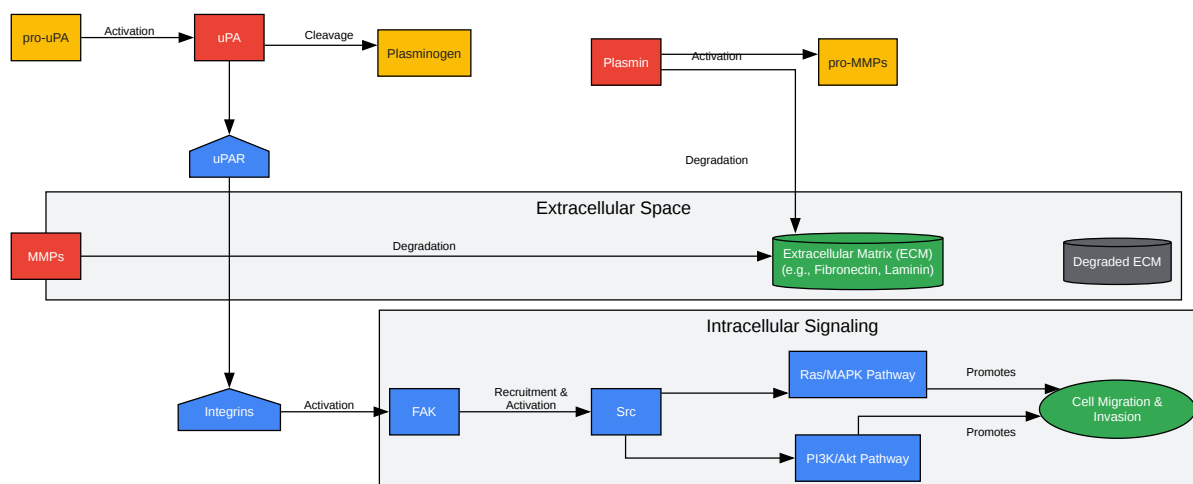 pro-uPA
Activation
uPA
Cleavage
Plasminogen
Plasmin
Activation
pro-MMPs
uPAR
Degradation
Extracellular Space
MMPs
Degradation
Extracellular Matrix (ECM)
(e.g., Fibronectin, Laminin)
Degraded ECM
Intracellular Signaling
Integrins
Activation
FAK
Recruitment &
Activation
Src
Ras/MAPK Pathway
Promotes
Cell Migration &
Invasion
PI3K/Akt Pathway
Promotes